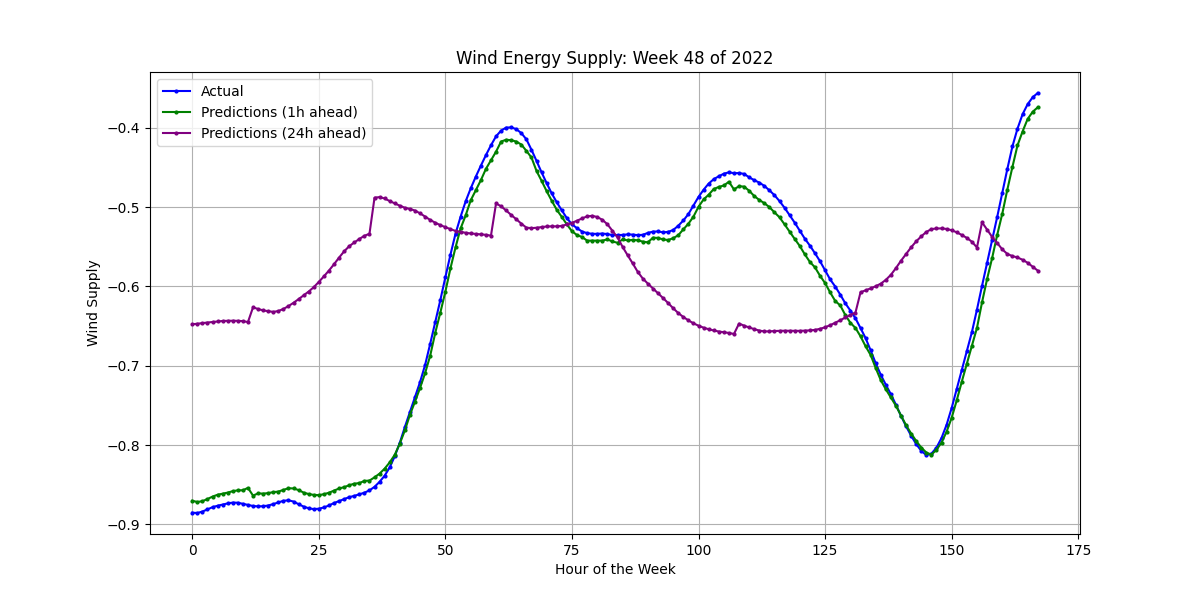 Wind Energy Supply: Week 48 of 2022
Actual
Predictions (1h ahead)
Predictions (24h ahead)
−0.4
−0.5
−0.6
−0.7
−0.8
−0.9
Wind Supply
0 25 50 75 100 125 150 175
Hour of the Week